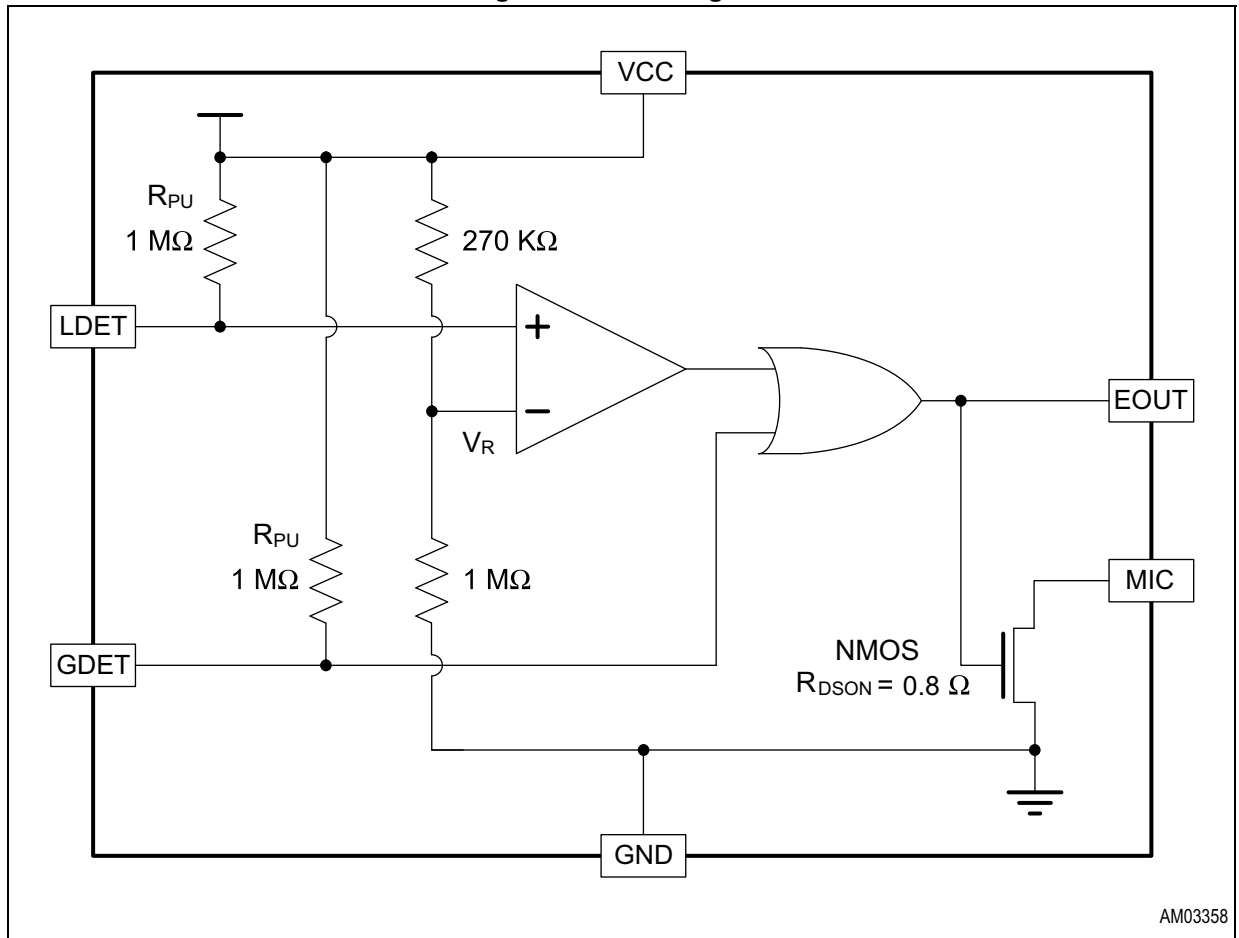 VCC
RPU
1 MΩ
270 KΩ
LDET
+
−
VR
EOUT
RPU
1 MΩ
1 MΩ
MIC
GDET
NMOS
RDSON = 0.8 Ω
GND
AM03358